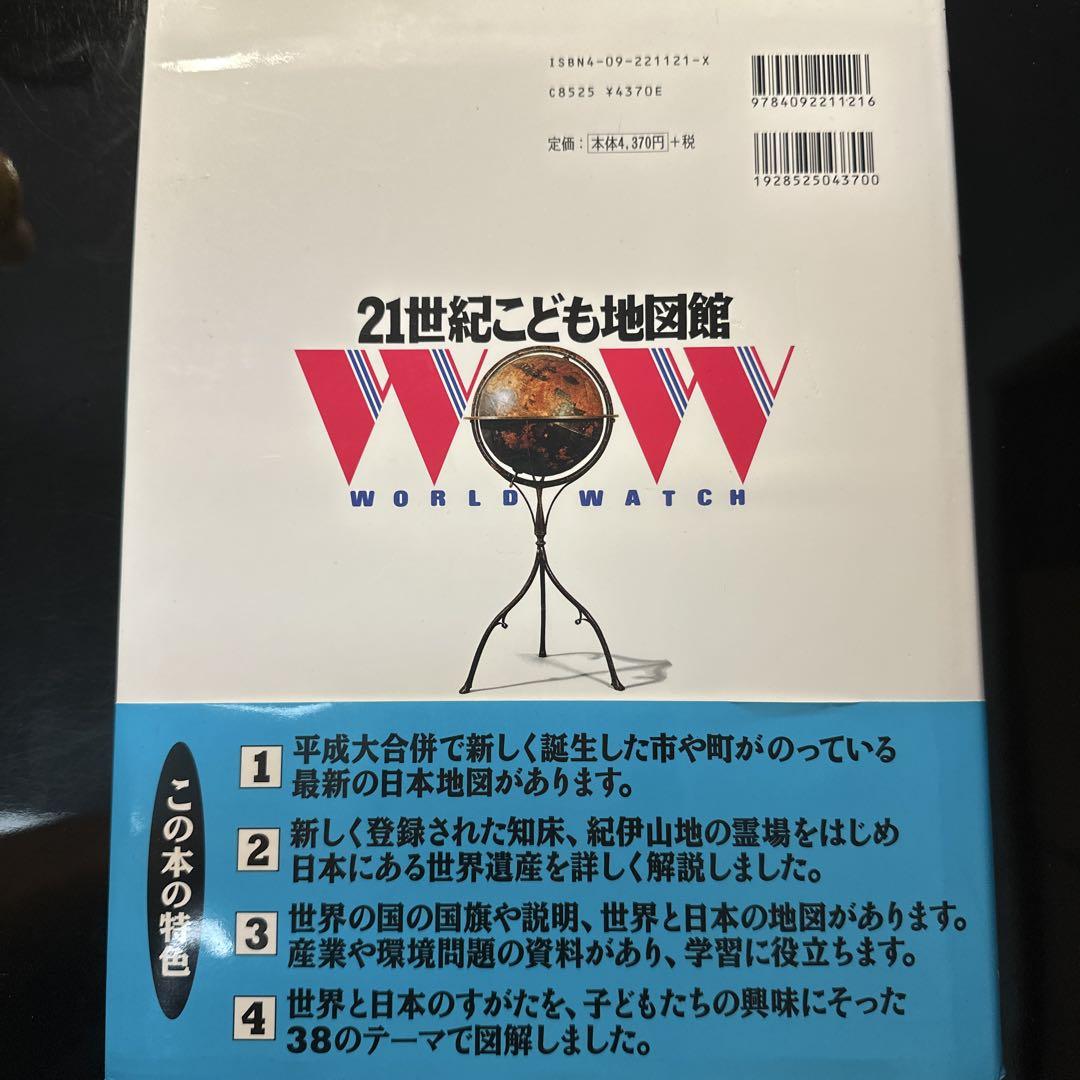 ISBN4-09-221121-X
C8525 ¥4370E
定価：本体4,370円+税
9784092211216
1928525043700
21世紀こども地図館
WOW
WORLD WATCH
この本の特色
1 平成大合併で新しく誕生した市や町がのっている
最新の日本地図があります。
2 新しく登録された知床、紀伊山地の霊場をはじめ
日本にある世界遺産を詳しく解説しました。
3 世界の国の国旗や説明、世界と日本の地図があります。
産業や環境問題の資料があり、学習に役立ちます。
4 世界と日本のすがたを、子どもたちの興味にそった
38のテーマで図解しました。